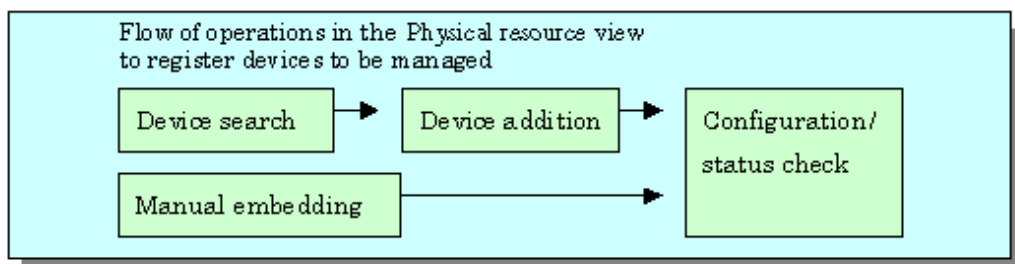 Flow of operations in the Physical resource view
to register devices to be managed
Device search
Device addition
Configuration/
status check
Manual embedding